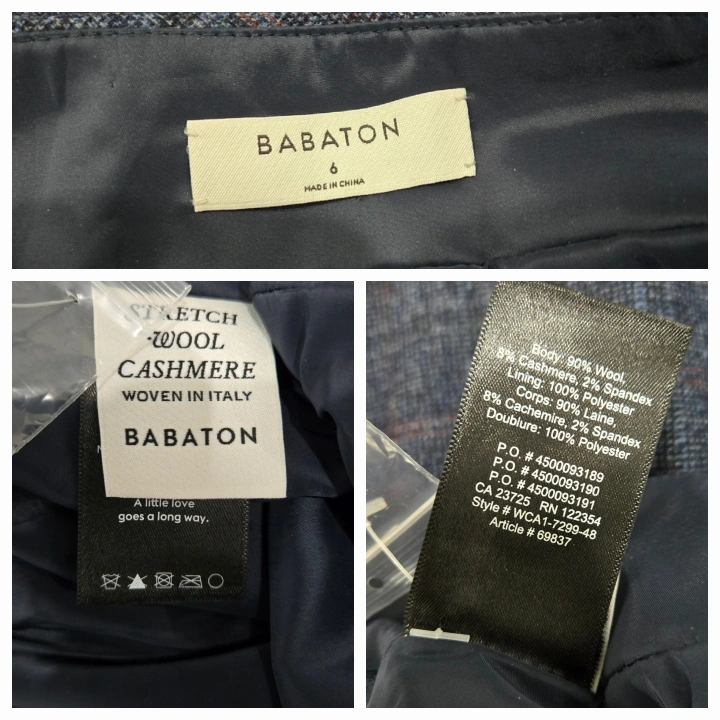 BABATON
6
MADE IN CHINA
STRETCH
WOOL
CASHMERE
WOVEN IN ITALY
BABATON
A little love
goes a long way.
Body: 90% Wool,
8% Cashmere, 2% Spandex
Lining: 100% Polyester
Corps: 90% Laine,
8% Cachemire, 2% Spandex
Doublure: 100% Polyester
P.O. # 4500093189
P.O. # 4500093190
P.O. # 4500093191
CA 23725 RN 122354
Style # WCA1-7299-48
Article # 69837